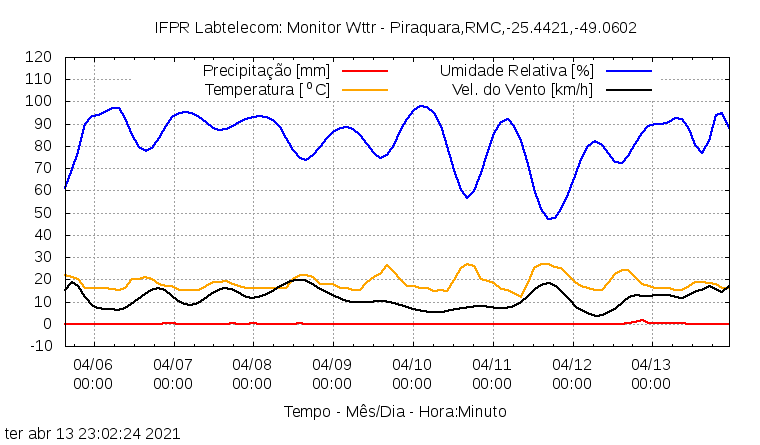 IFPR Labtelecom: Monitor Wttr - Piraquara,RMC,-25.4421,-49.0602
120
110
100
90
80
70
60
50
40
30
20
10
0
-10
Precipitação [mm]
Temperatura [⁰C]
Umidade Relativa [%]
Vel. do Vento [km/h]
04/06 04/07 04/08 04/09 04/10 04/11 04/12 04/13
00:00 00:00 00:00 00:00 00:00 00:00 00:00 00:00
Tempo - Mês/Dia - Hora:Minuto
ter abr 13 23:02:24 2021